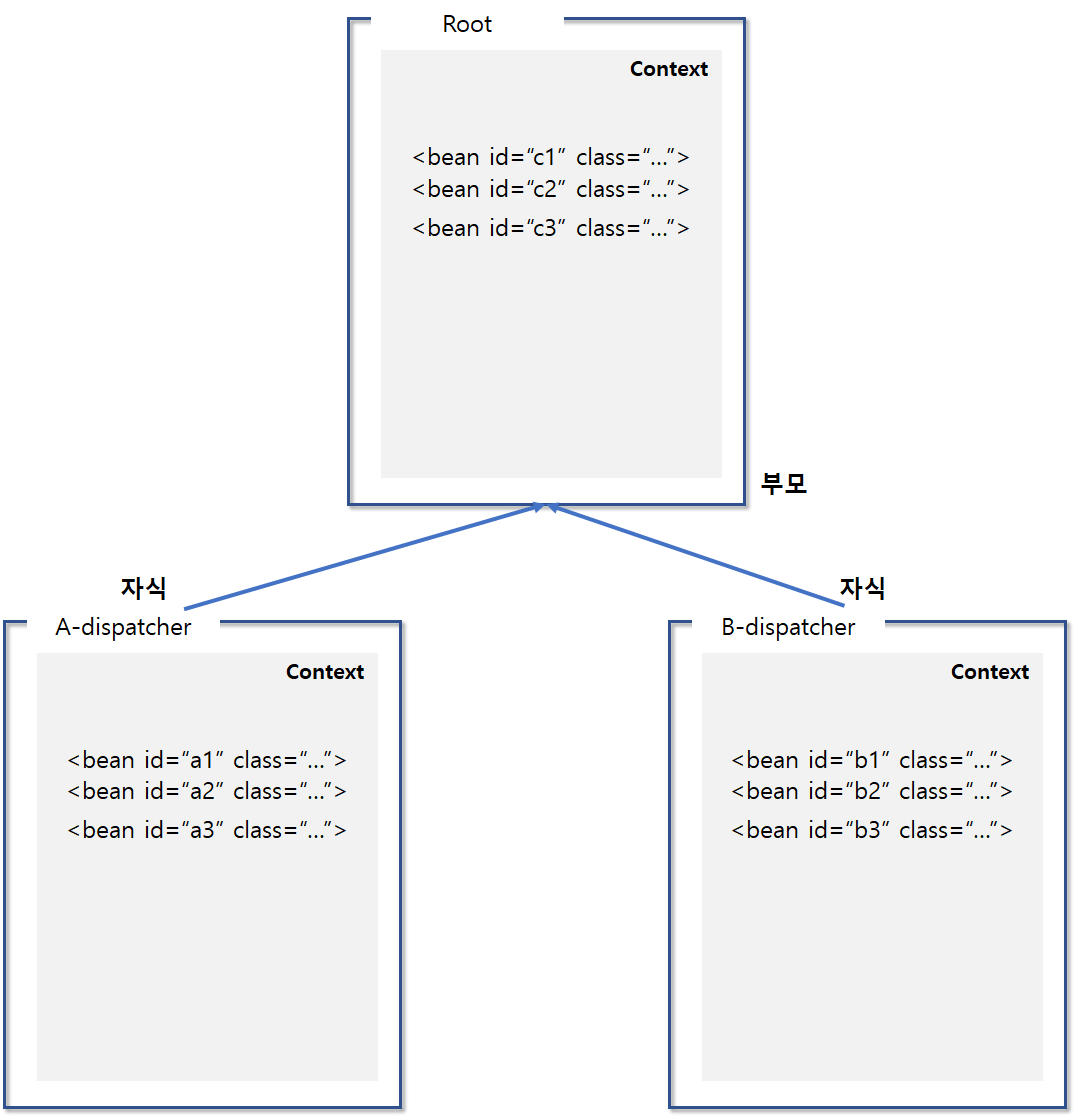 Root
Context
<bean id=“c1” class=“...”>
<bean id=“c2” class=“...”>
<bean id=“c3” class=“...”>
부모
자식
A-dispatcher
Context
<bean id=“a1” class=“...”>
<bean id=“a2” class=“...”>
<bean id=“a3” class=“...”>
자식
B-dispatcher
Context
<bean id=“b1” class=“...”>
<bean id=“b2” class=“...”>
<bean id=“b3” class=“...”>